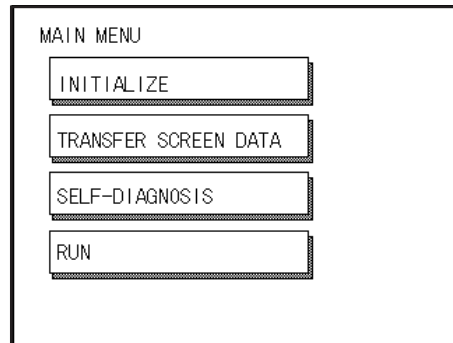 MAIN MENU
INITIALIZE
TRANSFER SCREEN DATA
SELF-DIAGNOSIS
RUN